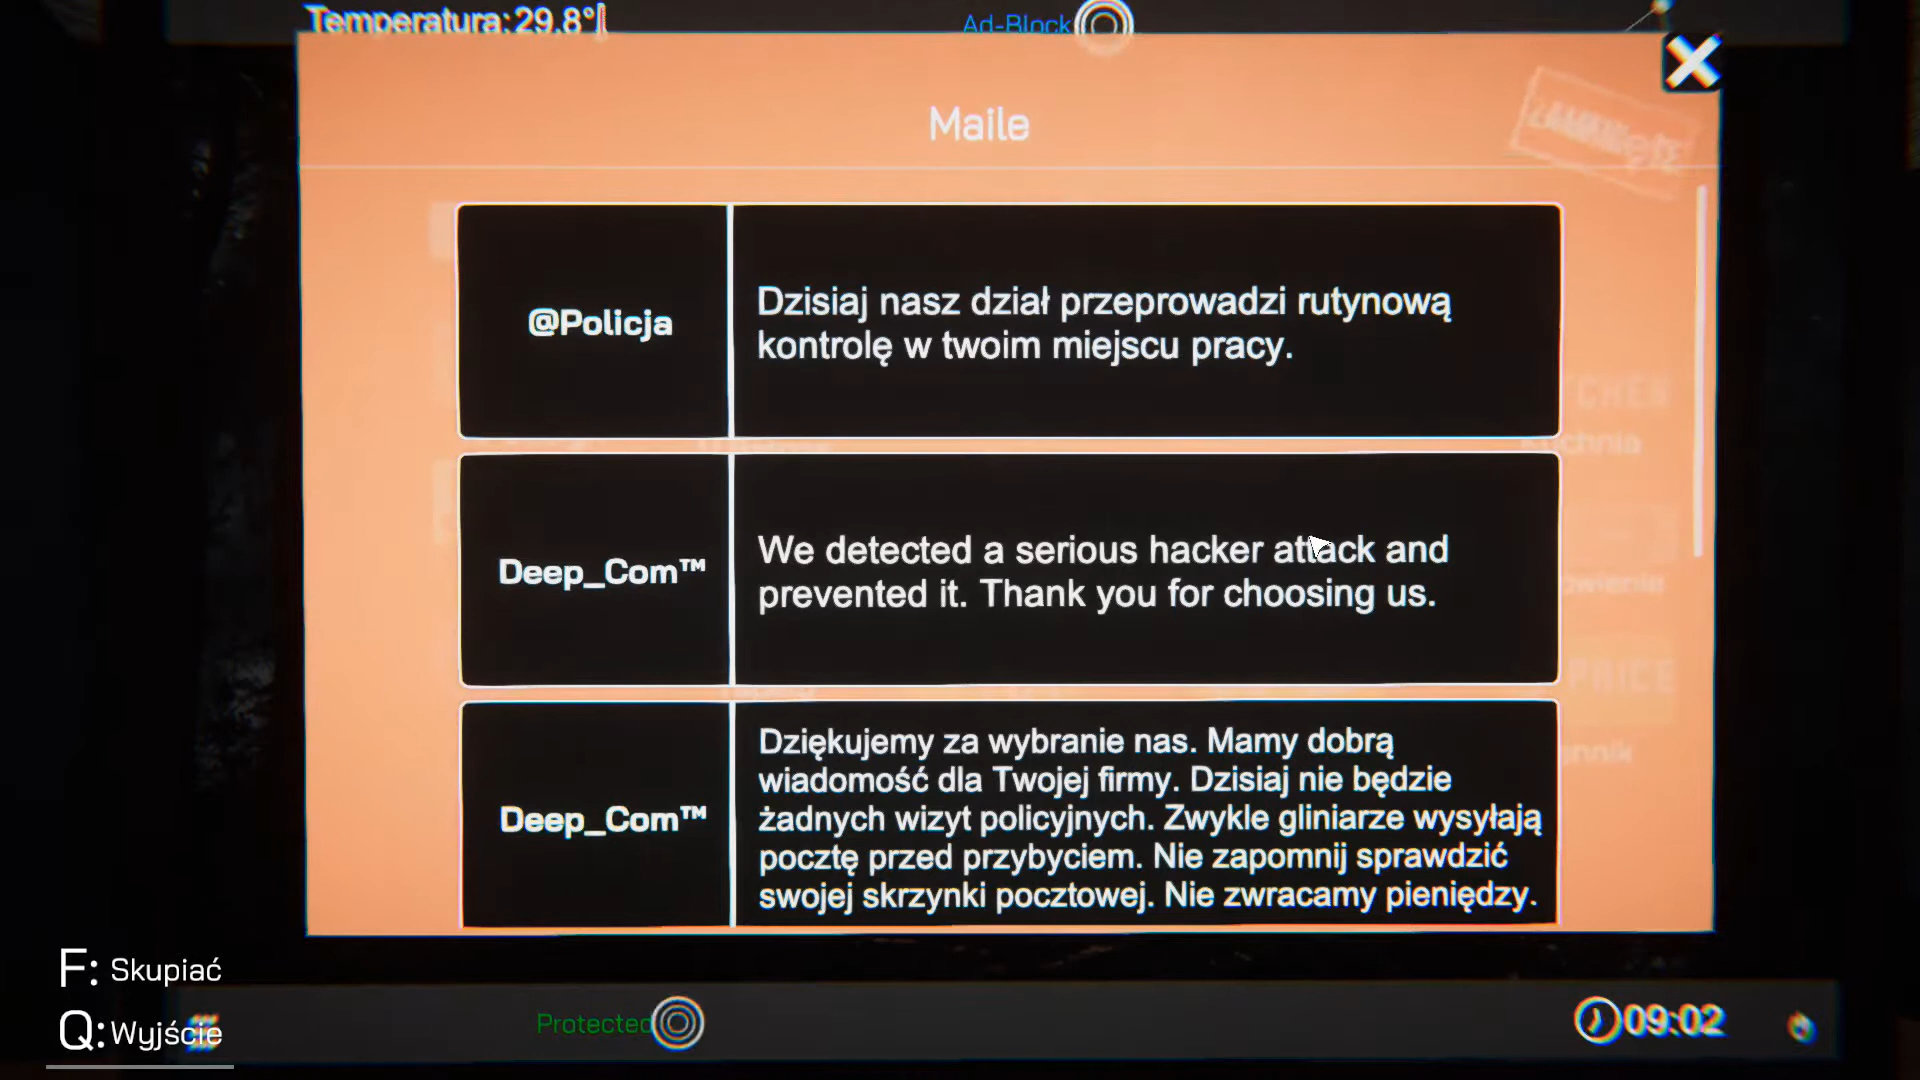 Temperatura: 29.8°
Ad-Block
Maile
@Policja
Dzisiaj nasz dział przeprowadzi rutynową
kontrolę w twoim miejscu pracy.
Deep_Com™
We detected a serious hacker attack and
prevented it. Thank you for choosing us.
Deep_Com™
Dziękujemy za wybranie nas. Mamy dobrą
wiadomość dla Twojej firmy. Dzisiaj nie będzie
żadnych wizyt policyjnych. Zwykle gliniarze wysyłają
pocztę przed przybyciem. Nie zapomnij sprawdzić
swojej skrzynki pocztowej. Nie zwracamy pieniędzy.
PRICE
F: Skupiać
Q: Wyjście
Protected
09:02